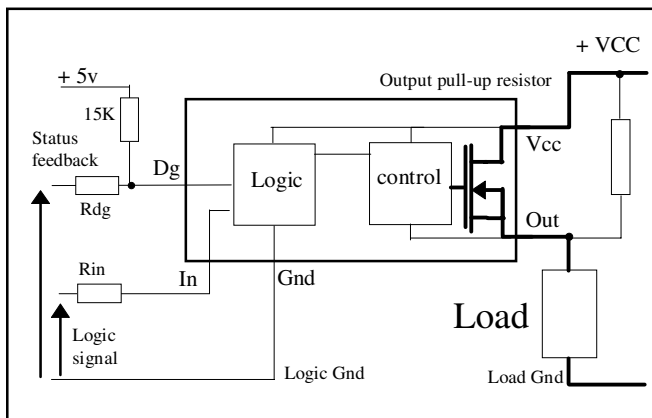 + VCC
+ 5v
Output pull-up resistor
15K
Status
feedback
Dg
Logic
control
Vcc
Rdg
Out
Rin
In
Gnd
Load
Logic
signal
Logic Gnd
Load Gnd